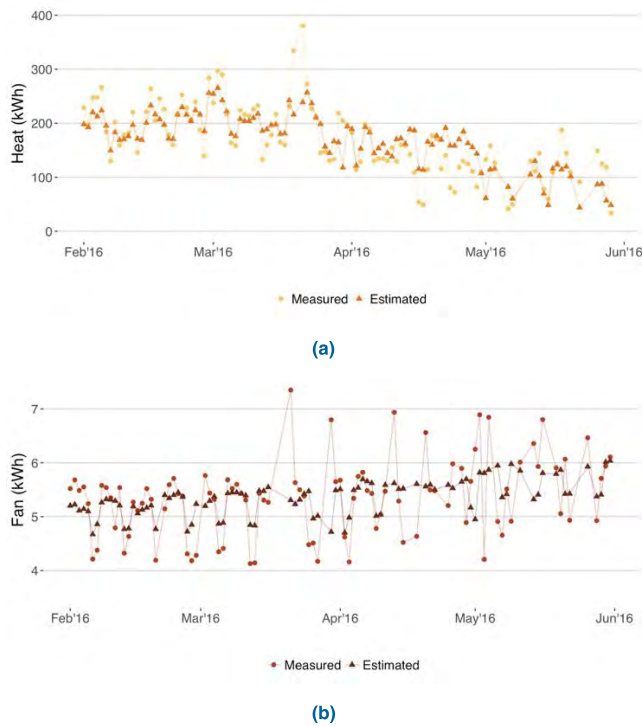 400
300
200
100
0
Heat (kWh)
Feb'16 Mar'16 Apr'16 May'16 Jun'16
Measured Estimated
(a)
7
6
5
4
Fan (kWh)
Feb'16 Mar'16 Apr'16 May'16 Jun'16
Measured Estimated
(b)